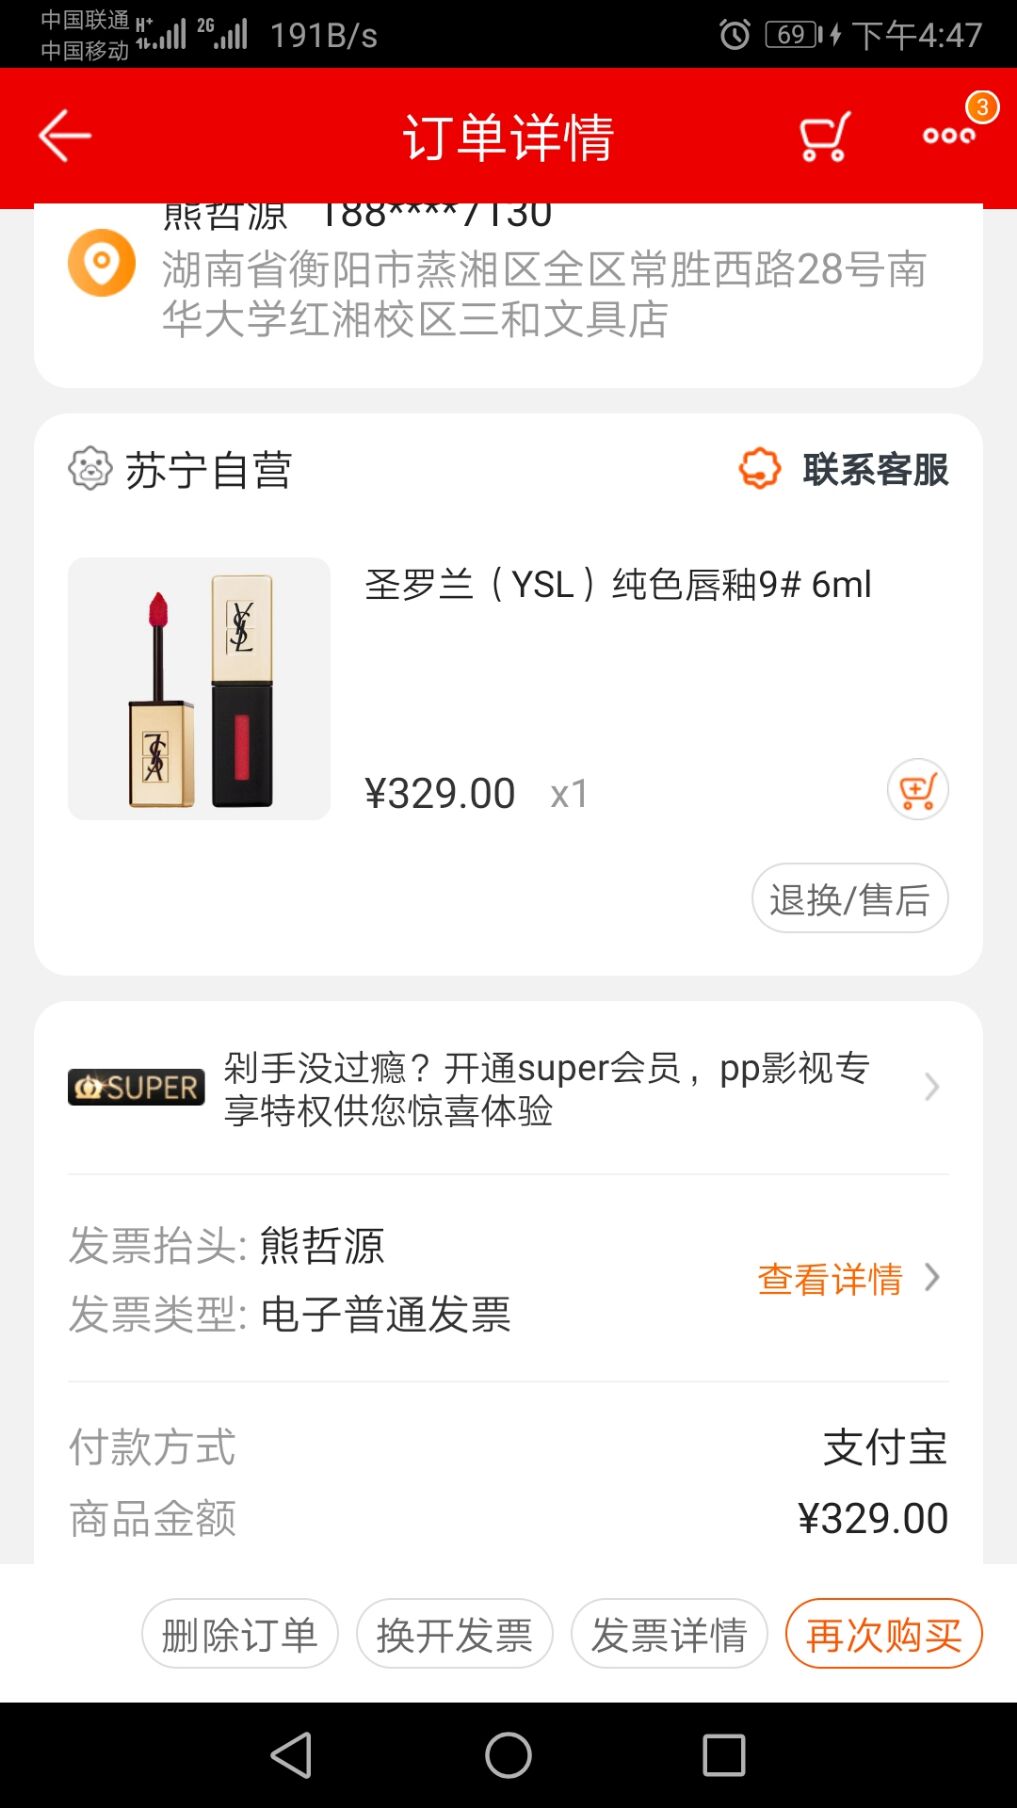 中国联通 H+ 2G 191B/s 69 下午4:47
中国移动
订单详情 3
熊哲源 188****7130
湖南省衡阳市蒸湘区全区常胜西路28号南
华大学红湘校区三和文具店
苏宁自营 联系客服
圣罗兰（YSL）纯色唇釉9# 6ml
YSL
YSL
¥329.00 x1
退换/售后
SUPER
剁手没过瘾？开通super会员，pp影视专
享特权供您惊喜体验
发票抬头: 熊哲源
查看详情
发票类型: 电子普通发票
付款方式 支付宝
商品金额 ¥329.00
删除订单 换开发票 发票详情 再次购买